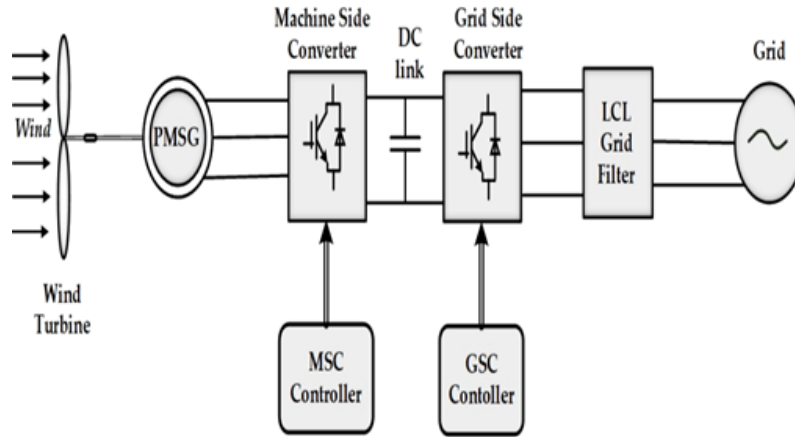 Machine Side
Converter
DC
link
Grid Side
Converter
Grid
Wind
PMSG
LCL
Grid
Filter
Wind
Turbine
MSC
Controller
GSC
Contoller